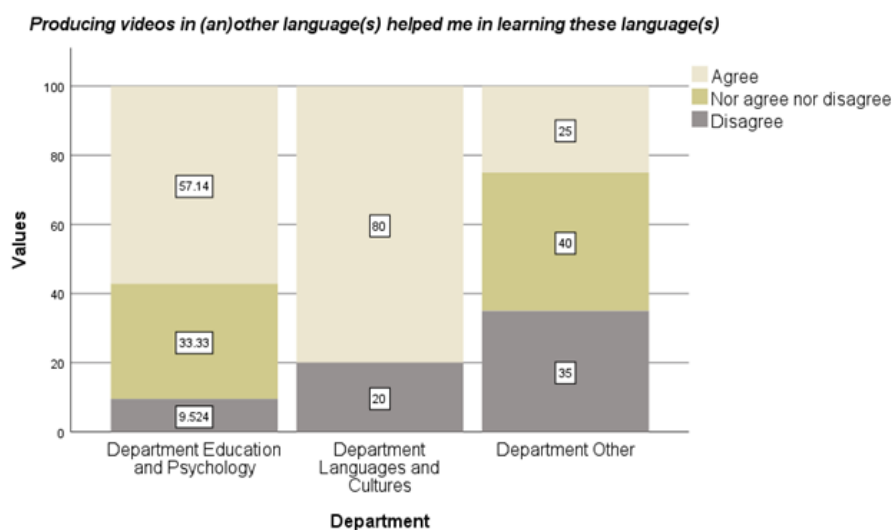 Producing videos in (an)other language(s) helped me in learning these language(s)
Agree
Nor agree nor disagree
Disagree
100
80
60
40
20
0
Values
57.14
33.33
9.524
80
20
25
40
35
Department Education
and Psychology
Department
Languages and
Cultures
Department Other
Department